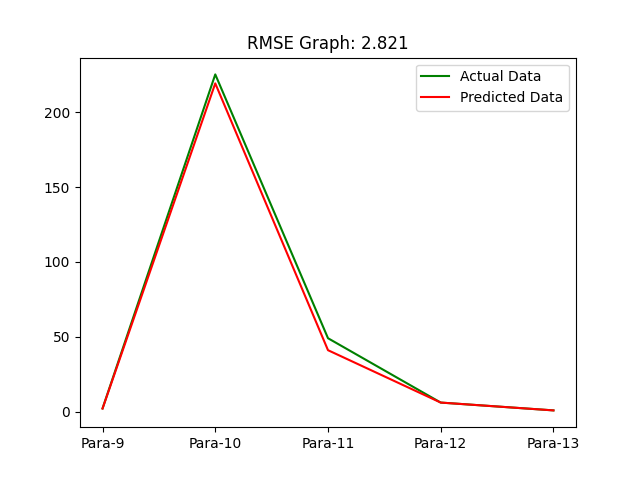 RMSE Graph: 2.821
Actual Data
Predicted Data
200
150
100
50
0
Para-9 Para-10 Para-11 Para-12 Para-13